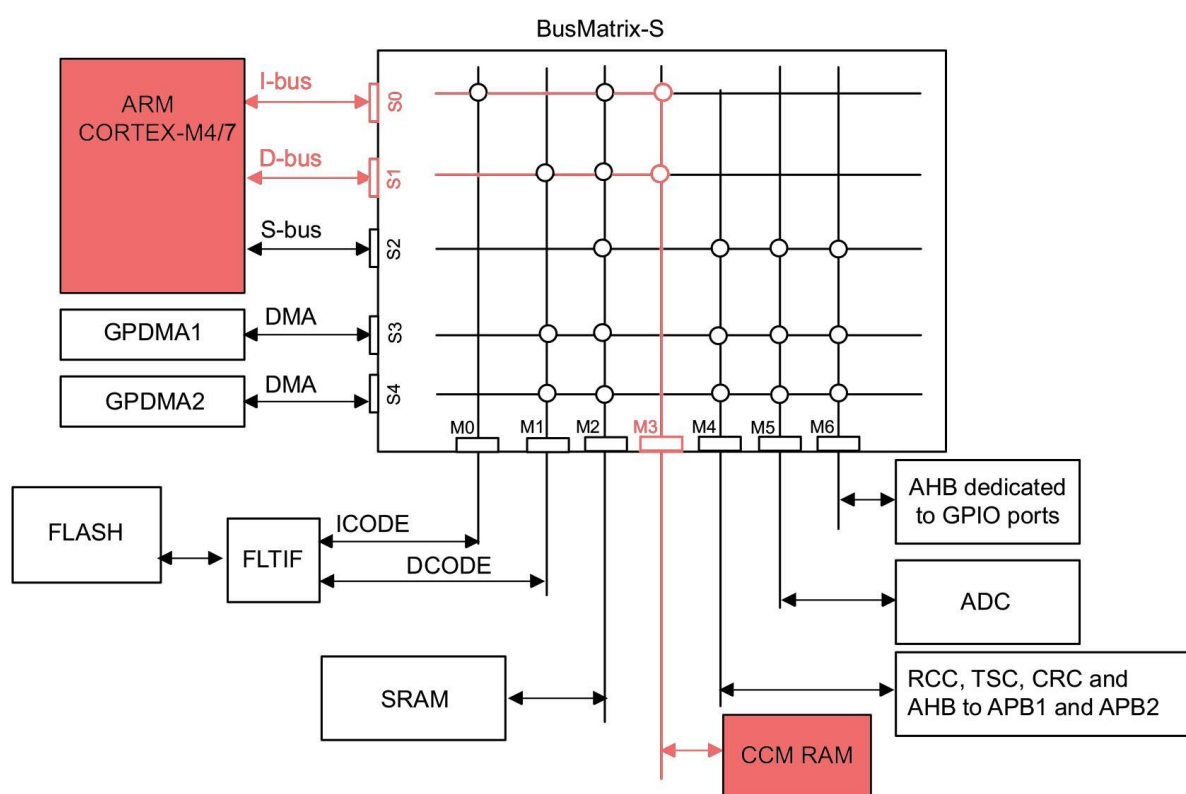 BusMatrix-S
ARM
CORTEX-M4/7
I-bus
S0
D-bus
S1
S-bus
S2
GPDMA1
DMA
S3
GPDMA2
DMA
S4
M0
M1
M2
M3
M4
M5
M6
FLASH
FLTIF
ICODE
DCODE
AHB dedicated
to GPIO ports
ADC
SRAM
RCC, TSC, CRC and
AHB to APB1 and APB2
CCM RAM